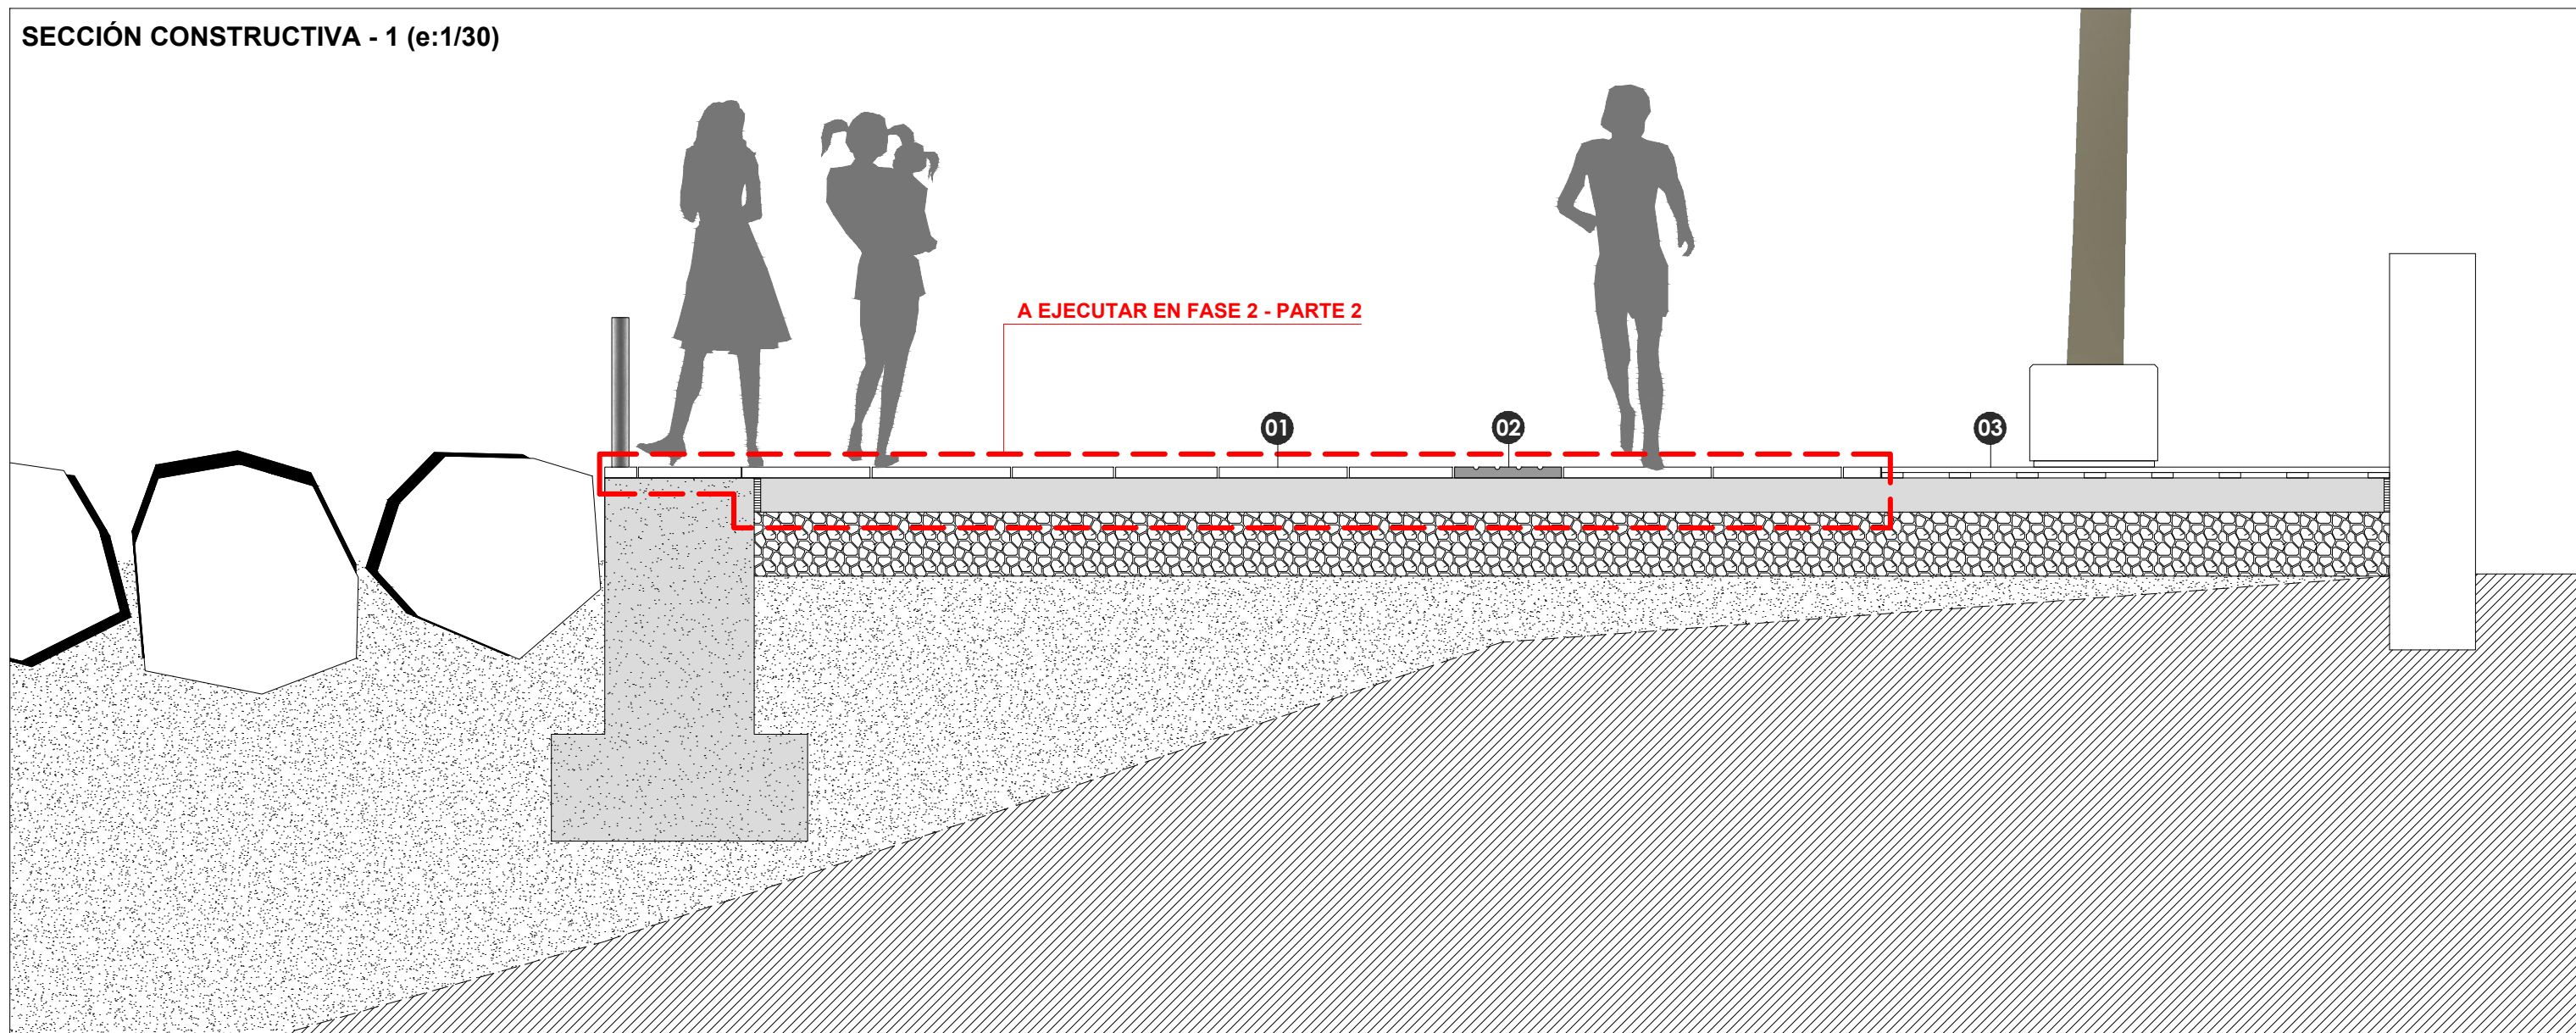 SECCIÓN CONSTRUCTIVA - 1 (e:1/30)
A EJECUTAR EN FASE 2 - PARTE 2
01
02
03